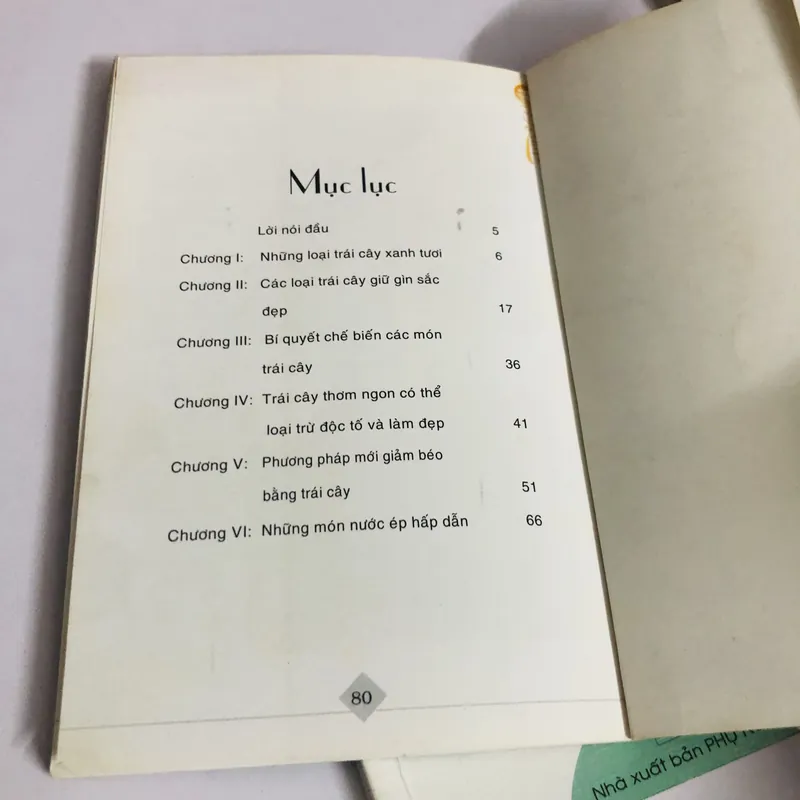 Mục lục
Lời nói đầu 5
Chương I: Những loại trái cây xanh tươi 6
Chương II: Các loại trái cây giữ gìn sắc
đẹp 17
Chương III: Bí quyết chế biến các món
trái cây 36
Chương IV: Trái cây thơm ngon có thể
loại trừ độc tố và làm đẹp 41
Chương V: Phương pháp mới giảm béo
bằng trái cây 51
Chương VI: Những món nước ép hấp dẫn 66
80
Nhà xuất bản PHỤ